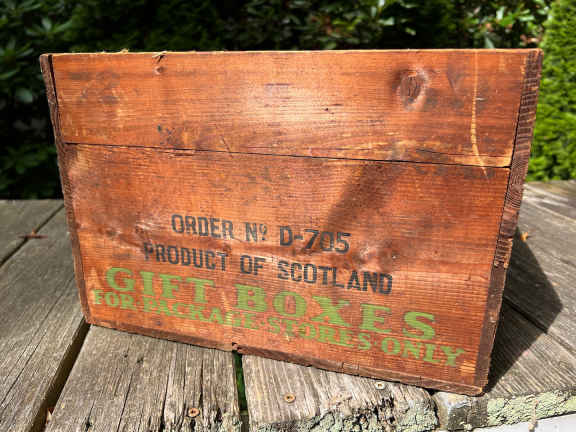 ORDER Nº D-705
PRODUCT OF SCOTLAND
GIFT BOXES
FOR PACKAGE STORES ONLY